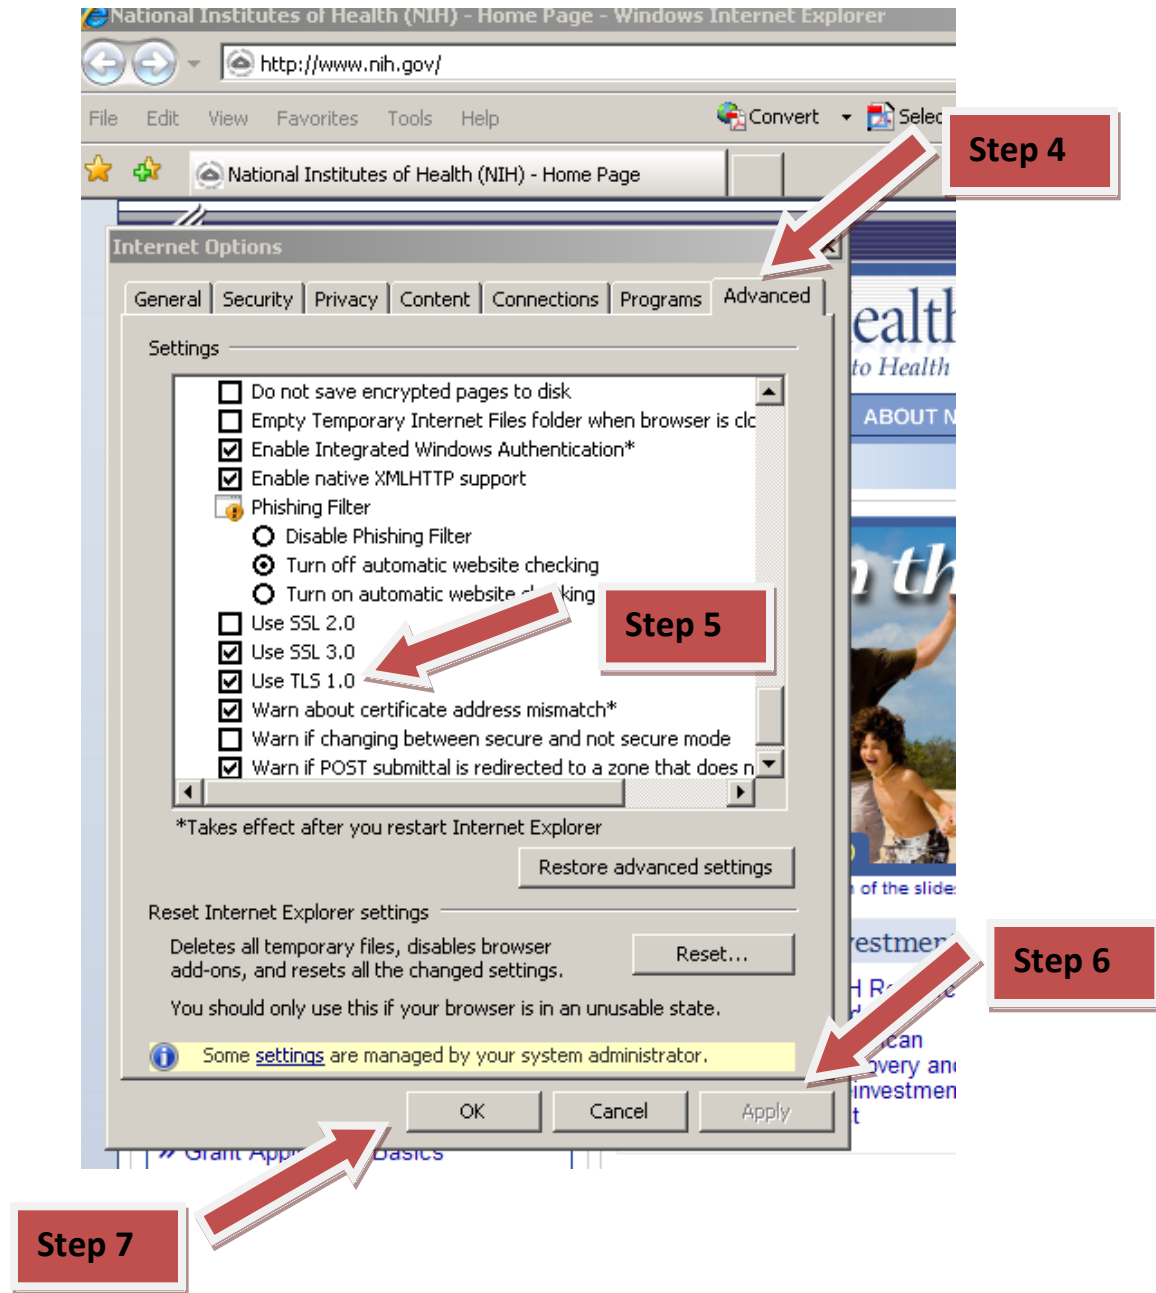 National Institutes of Health (NIH) - Home Page - Windows Internet Explorer
http://www.nih.gov/
File Edit View Favorites Tools Help
Convert
Step 4
National Institutes of Health (NIH) - Home Page
Internet Options
General Security Privacy Content Connections Programs Advanced
Settings
Do not save encrypted pages to disk
Empty Temporary Internet Files folder when browser is clo
Enable Integrated Windows Authentication*
Enable native XMLHTTP support
Phishing Filter
Disable Phishing Filter
Turn off automatic website checking
Turn on automatic website checking
Step 5
Use SSL 2.0
Use SSL 3.0
Use TLS 1.0
Warn about certificate address mismatch*
Warn if changing between secure and not secure mode
Warn if POST submittal is redirected to a zone that does n
*Takes effect after you restart Internet Explorer
Restore advanced settings
Reset Internet Explorer settings
Deletes all temporary files, disables browser
add-ons, and resets all the changed settings.
Reset...
You should only use this if your browser is in an unusable state.
Some settings are managed by your system administrator.
OK Cancel Apply
ealth
to Health
ABOUT N
of the slide
Step 6
Step 7